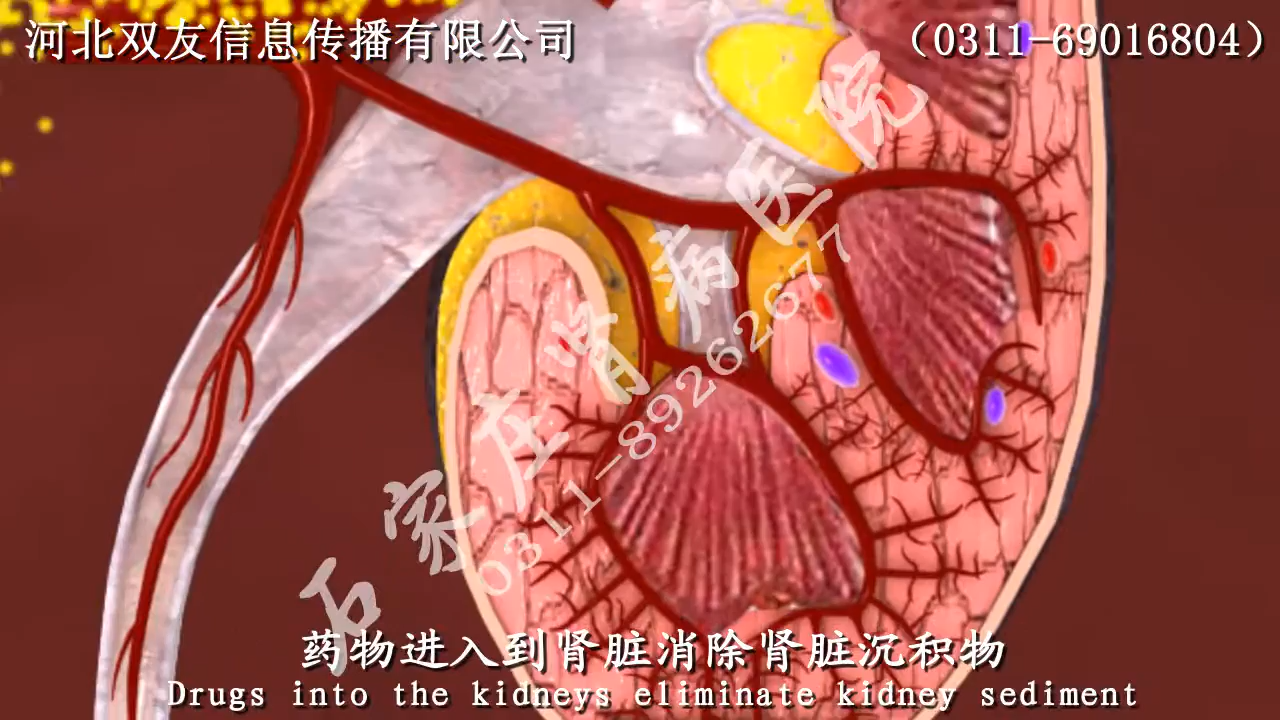 河北双友信息传播有限公司
（0311-69016804）
石家庄肾病医院
0311-89262677
药物进入到肾脏消除肾脏沉积物
Drugs into the kidneys eliminate kidney sediment